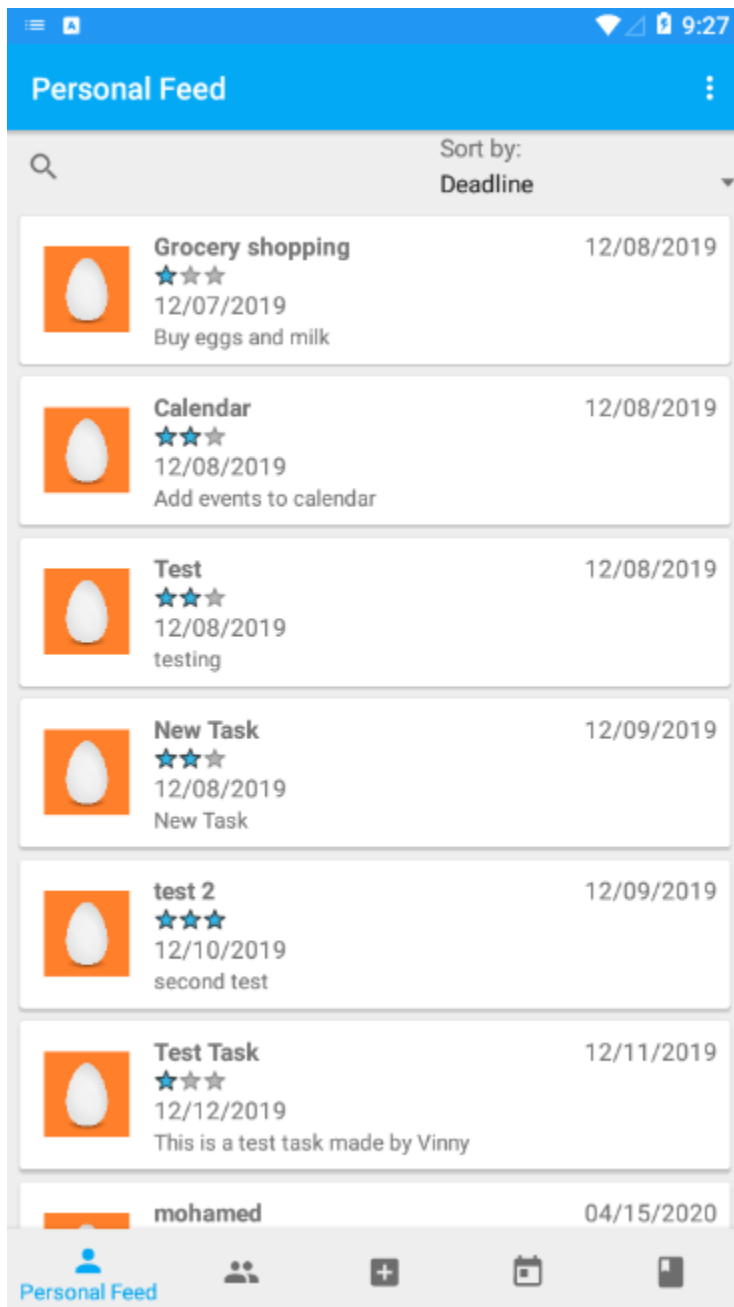 9:27
Personal Feed
Sort by:
Deadline
Grocery shopping 12/08/2019
12/07/2019
Buy eggs and milk
Calendar 12/08/2019
12/08/2019
Add events to calendar
Test 12/08/2019
12/08/2019
testing
New Task 12/09/2019
12/08/2019
New Task
test 2 12/09/2019
12/10/2019
second test
Test Task 12/11/2019
12/12/2019
This is a test task made by Vinny
mohamed 04/15/2020
Personal Feed